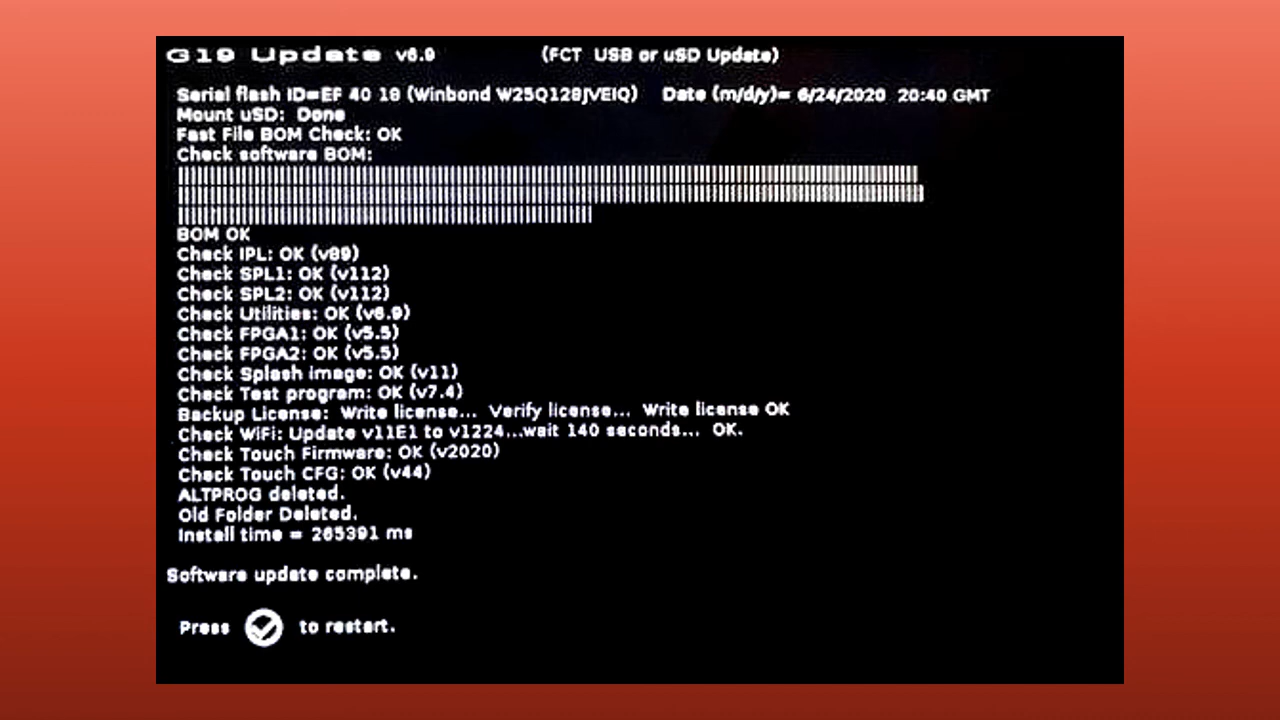 G19 Update v6.9 (FCT USB or uSD Update)
Serial flash ID=EF 40 18 (Winbond W25Q128JVEIQ) Date (m/d/y)= 6/24/2020 20:40 GMT
Mount uSD: Done
Fast File BOM Check: OK
Check software BOM:
BOM OK
Check IPL: OK (v89)
Check SPL1: OK (v112)
Check SPL2: OK (v112)
Check Utilities: OK (v6.9)
Check FPGA1: OK (v5.5)
Check FPGA2: OK (v5.5)
Check Splash image: OK (v11)
Check Test program: OK (v7.4)
Backup License: Write license... Verify license... Write license OK
Check WiFi: Update v11E1 to v1224...wait 140 seconds... OK.
Check Touch Firmware: OK (v2020)
Check Touch CFG: OK (v44)
ALTPROG deleted.
Old Folder Deleted.
Install time = 265391 ms
Software update complete.
Press to restart.